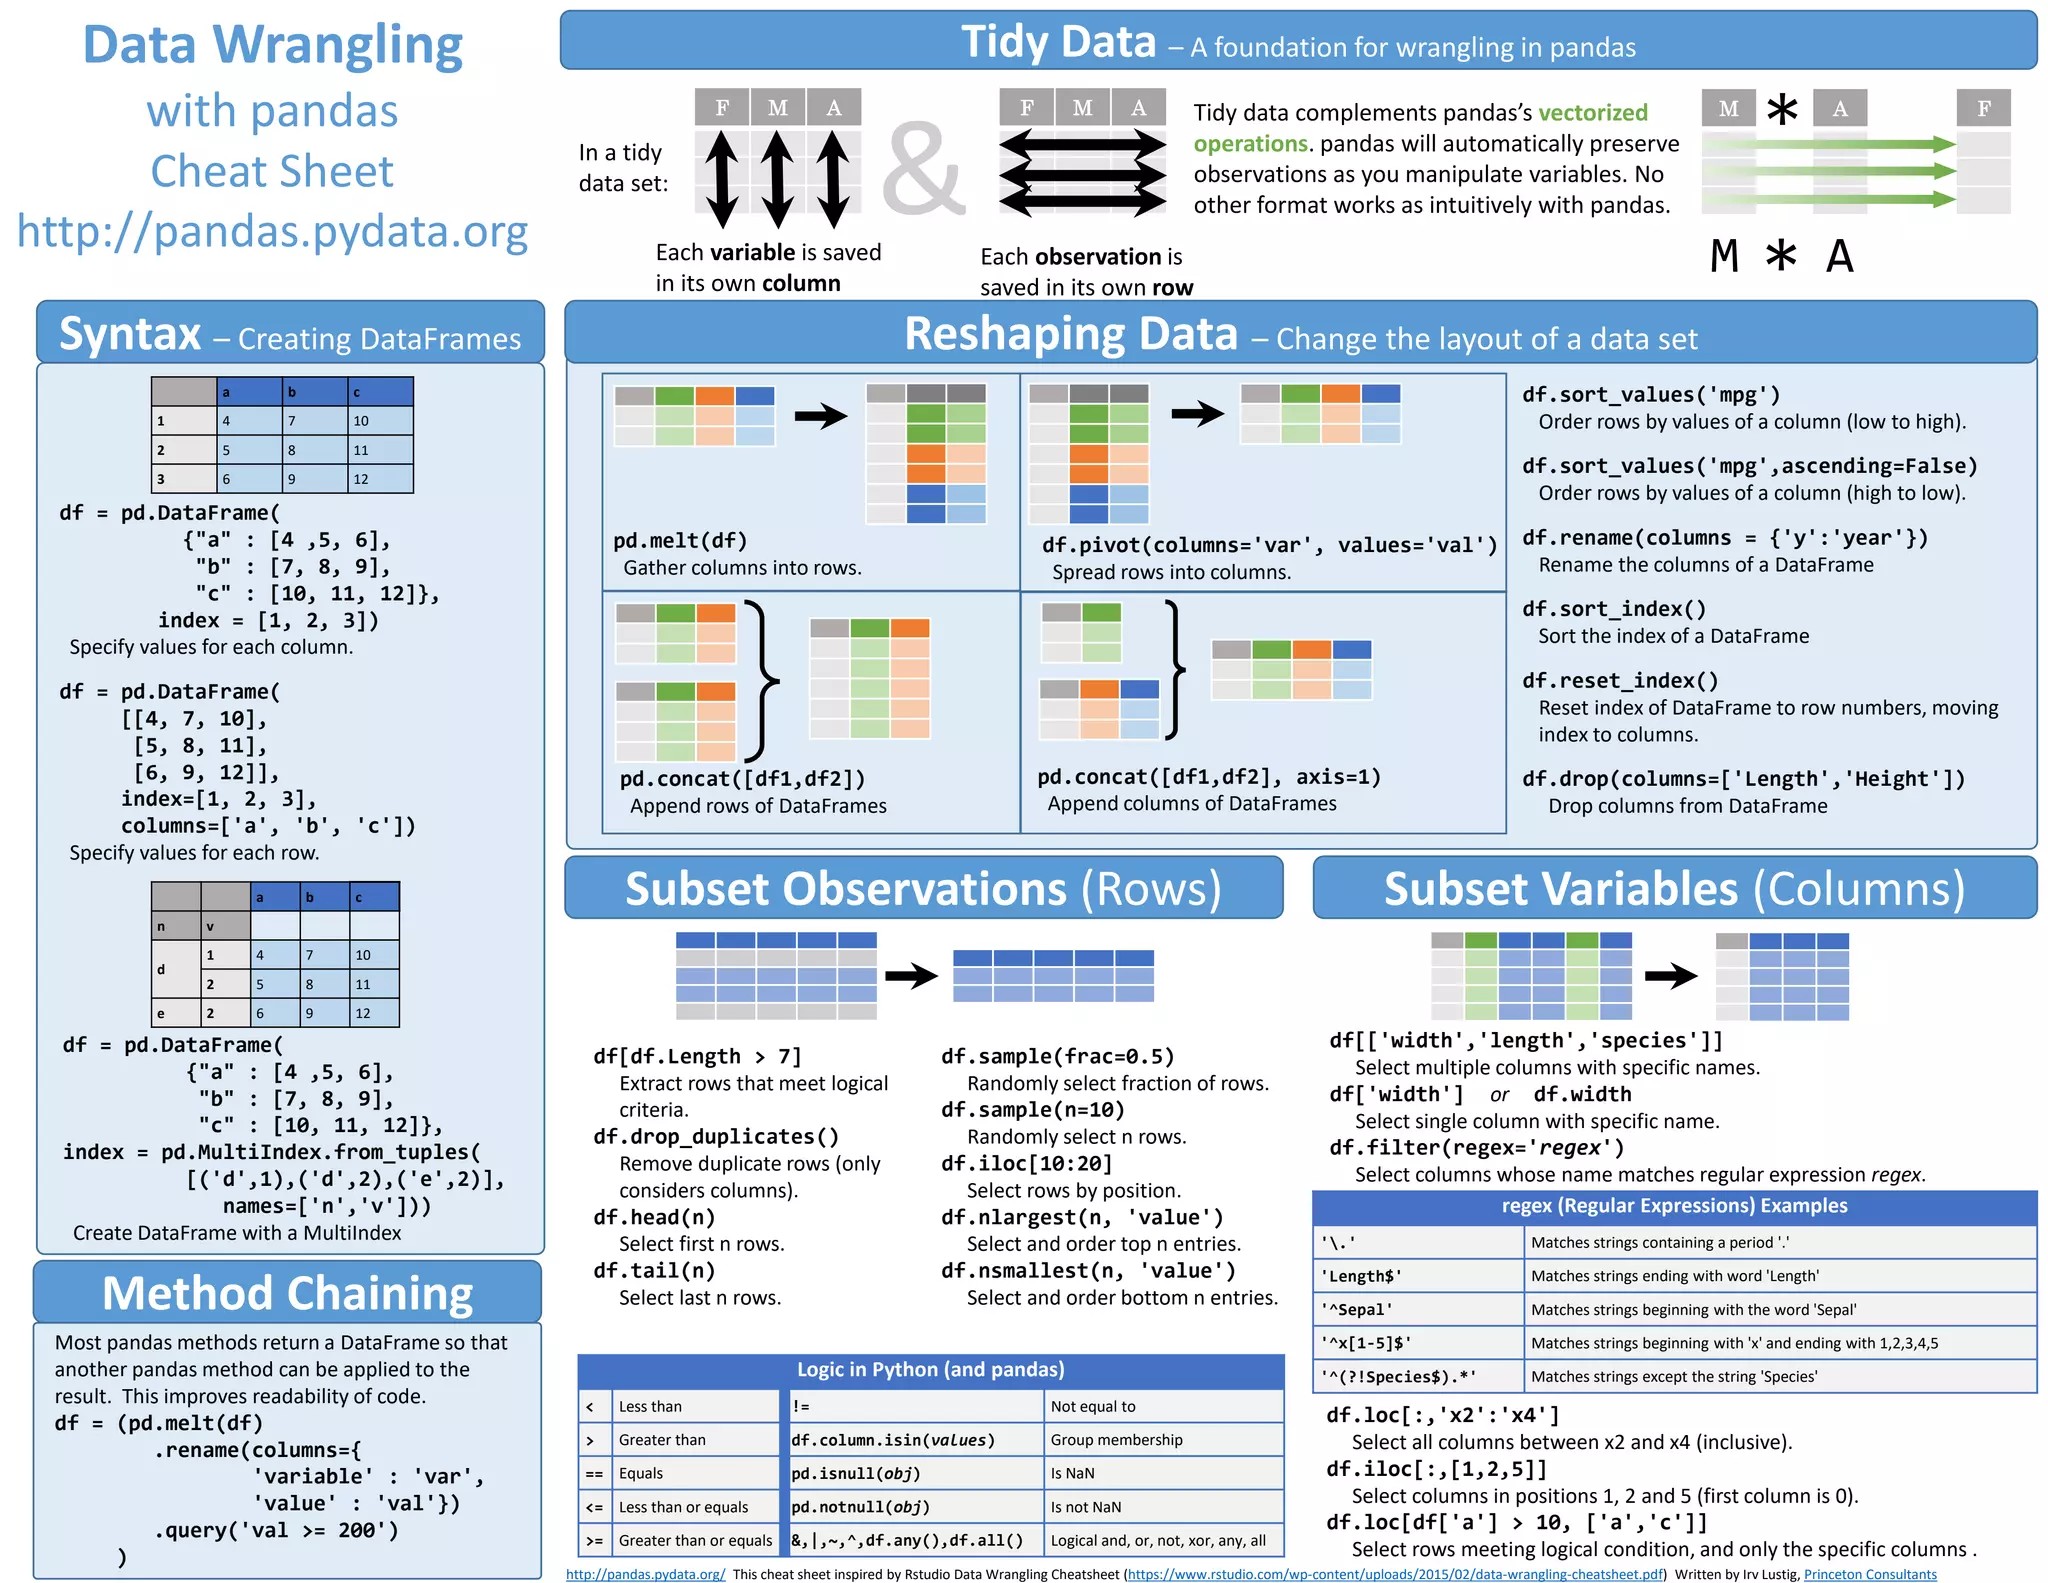 Data Wrangling
with pandas
Cheat Sheet
http://pandas.pydata.org
Tidy Data – A foundation for wrangling in pandas
In a tidy
data set:
F M A
Each variable is saved
in its own column
&
F M A
Each observation is
saved in its own row
Tidy data complements pandas’s vectorized
operations. pandas will automatically preserve
observations as you manipulate variables. No
other format works as intuitively with pandas.
M * A F
M * A
Syntax – Creating DataFrames
a b c
1 4 7 10
2 5 8 11
3 6 9 12
df = pd.DataFrame(
{"a" : [4 ,5, 6],
"b" : [7, 8, 9],
"c" : [10, 11, 12]},
index = [1, 2, 3])
Specify values for each column.
df = pd.DataFrame(
[[4, 7, 10],
[5, 8, 11],
[6, 9, 12]],
index=[1, 2, 3],
columns=['a', 'b', 'c'])
Specify values for each row.
a b c
n v
d 1 4 7 10
2 5 8 11
e 2 6 9 12
df = pd.DataFrame(
{"a" : [4 ,5, 6],
"b" : [7, 8, 9],
"c" : [10, 11, 12]},
index = pd.MultiIndex.from_tuples(
[('d',1),('d',2),('e',2)],
names=['n','v']))
Create DataFrame with a MultiIndex
Method Chaining
Most pandas methods return a DataFrame so that
another pandas method can be applied to the
result.  This improves readability of code.
df = (pd.melt(df)
.rename(columns={
'variable' : 'var',
'value' : 'val'})
.query('val >= 200')
)
Reshaping Data – Change the layout of a data set
pd.melt(df)
Gather columns into rows.
df.pivot(columns='var', values='val')
Spread rows into columns.
pd.concat([df1,df2])
Append rows of DataFrames
pd.concat([df1,df2], axis=1)
Append columns of DataFrames
df.sort_values('mpg')
Order rows by values of a column (low to high).
df.sort_values('mpg',ascending=False)
Order rows by values of a column (high to low).
df.rename(columns = {'y':'year'})
Rename the columns of a DataFrame
df.sort_index()
Sort the index of a DataFrame
df.reset_index()
Reset index of DataFrame to row numbers, moving
index to columns.
df.drop(columns=['Length','Height'])
Drop columns from DataFrame
Subset Observations (Rows)
df[df.Length > 7]
Extract rows that meet logical
criteria.
df.drop_duplicates()
Remove duplicate rows (only
considers columns).
df.head(n)
Select first n rows.
df.tail(n)
Select last n rows.
df.sample(frac=0.5)
Randomly select fraction of rows.
df.sample(n=10)
Randomly select n rows.
df.iloc[10:20]
Select rows by position.
df.nlargest(n, 'value')
Select and order top n entries.
df.nsmallest(n, 'value')
Select and order bottom n entries.
Logic in Python (and pandas)
< Less than != Not equal to
> Greater than df.column.isin(values) Group membership
== Equals pd.isnull(obj) Is NaN
<= Less than or equals pd.notnull(obj) Is not NaN
>= Greater than or equals &,|,~,^,df.any(),df.all() Logical and, or, not, xor, any, all
Subset Variables (Columns)
df[['width','length','species']]
Select multiple columns with specific names.
df['width'] or df.width
Select single column with specific name.
df.filter(regex='regex')
Select columns whose name matches regular expression regex.
regex (Regular Expressions) Examples
'\.' Matches strings containing a period '.'
'Length$' Matches strings ending with word 'Length'
'^Sepal' Matches strings beginning with the word 'Sepal'
'^x[1-5]$' Matches strings beginning with 'x' and ending with 1,2,3,4,5
'^(?!Species$).*' Matches strings except the string 'Species'
df.loc[:,'x2':'x4']
Select all columns between x2 and x4 (inclusive).
df.iloc[:,[1,2,5]]
Select columns in positions 1, 2 and 5 (first column is 0).
df.loc[df['a'] > 10, ['a','c']]
Select rows meeting logical condition, and only the specific columns .
http://pandas.pydata.org/ This cheat sheet inspired by Rstudio Data Wrangling Cheatsheet (https://www.rstudio.com/wp-content/uploads/2015/02/data-wrangling-cheatsheet.pdf) Written by Irv Lustig, Princeton Consultants